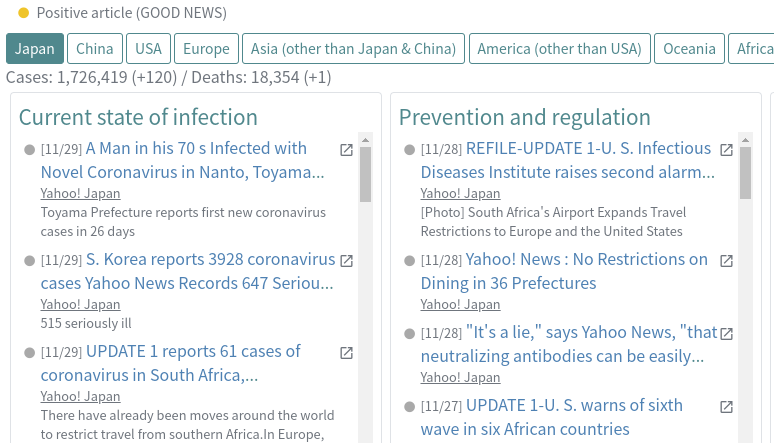 Positive article (GOOD NEWS)
Japan China USA Europe Asia (other than Japan & China) America (other than USA) Oceania Africa
Cases: 1,726,419 (+120) / Deaths: 18,354 (+1)
Current state of infection
[11/29] A Man in his 70 s Infected with
Novel Coronavirus in Nanto, Toyama...
Yahoo! Japan
Toyama Prefecture reports first new coronavirus
cases in 26 days
[11/29] S. Korea reports 3928 coronavirus
cases Yahoo News Records 647 Seriou...
Yahoo! Japan
515 seriously ill
[11/29] UPDATE 1 reports 61 cases of
coronavirus in South Africa,...
Yahoo! Japan
There have already been moves around the world
to restrict travel from southern Africa.In Europe,
Prevention and regulation
[11/28] REFILE-UPDATE 1-U. S. Infectious
Diseases Institute raises second alarm...
Yahoo! Japan
[Photo] South Africa's Airport Expands Travel
Restrictions to Europe and the United States
[11/28] Yahoo! News : No Restrictions on
Dining in 36 Prefectures
Yahoo! Japan
[11/28] "It's a lie," says Yahoo News, "that
neutralizing antibodies can be easily...
Yahoo! Japan
[11/27] UPDATE 1-U. S. warns of sixth
wave in six African countries